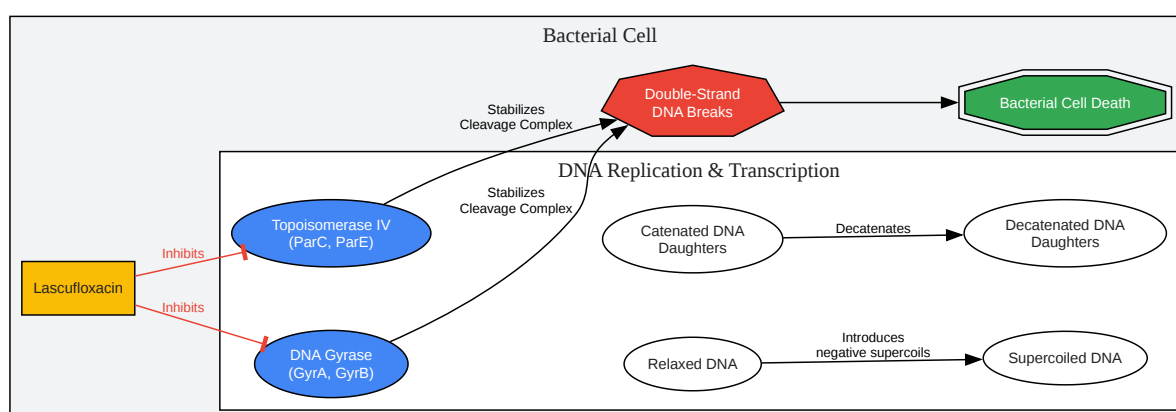 Bacterial Cell
Double-Strand
DNA Breaks
Bacterial Cell Death
Stabilizes
Cleavage Complex
DNA Replication & Transcription
Stabilizes
Cleavage Complex
Topoisomerase IV
(ParC, ParE)
Catenated DNA
Daughters
Decatenates
Decatenated DNA
Daughters
Inhibits
Lascufloxacin
Inhibits
DNA Gyrase
(GyrA, GyrB)
Relaxed DNA
Introduces
negative supercoils
Supercoiled DNA